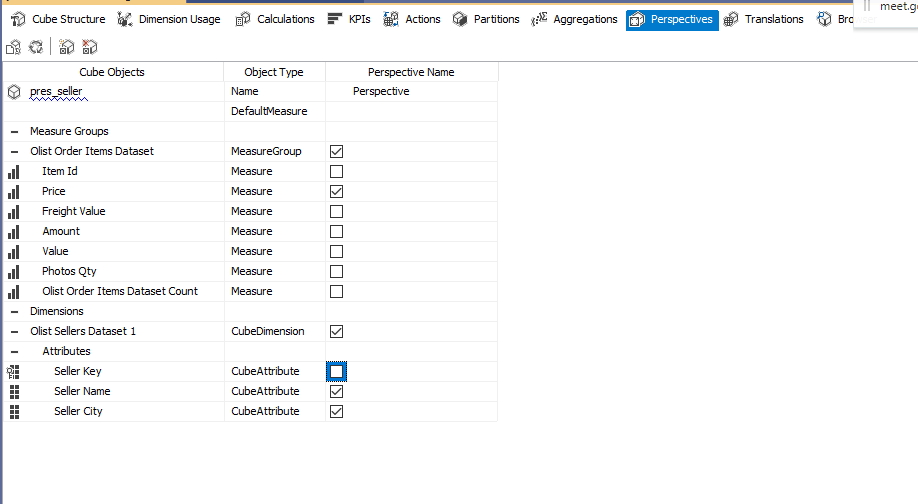 Cube Structure Dimension Usage Calculations KPIs Actions Partitions Aggregations Perspectives Translations
meet.g
Cube Objects Object Type Perspective Name
pres_seller Name Perspective
DefaultMeasure
Measure Groups
Olist Order Items Dataset MeasureGroup
Item Id Measure
Price Measure
Freight Value Measure
Amount Measure
Value Measure
Photos Qty Measure
Olist Order Items Dataset Count Measure
Dimensions
Olist Sellers Dataset 1 CubeDimension
Attributes
Seller Key CubeAttribute
Seller Name CubeAttribute
Seller City CubeAttribute